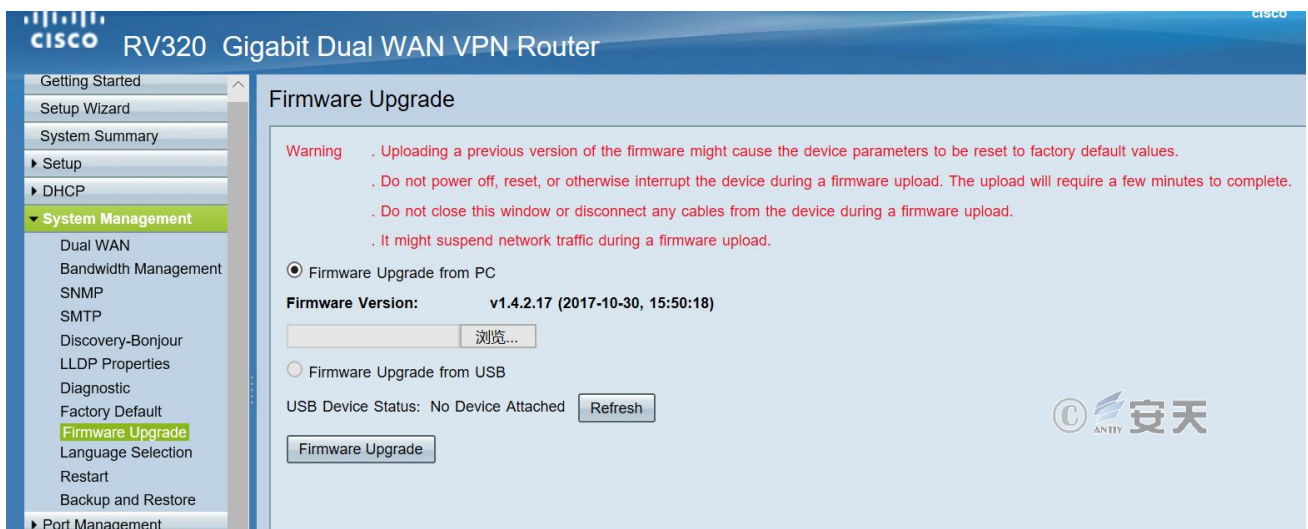 cisco
CISCO RV320 Gigabit Dual WAN VPN Router
Getting Started
Setup Wizard
System Summary
Setup
DHCP
System Management
Dual WAN
Bandwidth Management
SNMP
SMTP
Discovery-Bonjour
LLDP Properties
Diagnostic
Factory Default
Firmware Upgrade
Language Selection
Restart
Backup and Restore
Port Management
Firmware Upgrade
Warning . Uploading a previous version of the firmware might cause the device parameters to be reset to factory default values.
. Do not power off, reset, or otherwise interrupt the device during a firmware upload. The upload will require a few minutes to complete.
. Do not close this window or disconnect any cables from the device during a firmware upload.
. It might suspend network traffic during a firmware upload.
Firmware Upgrade from PC
Firmware Version: v1.4.2.17 (2017-10-30, 15:50:18)
浏览...
Firmware Upgrade from USB
USB Device Status: No Device Attached Refresh
Firmware Upgrade
© ANTIY 安天